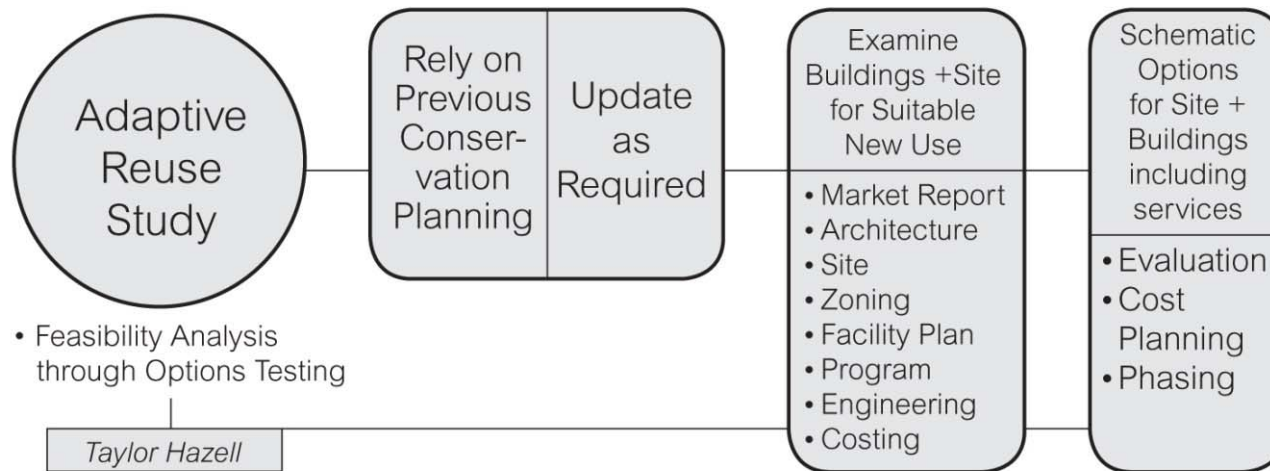 Adaptive
Reuse
Study
• Feasibility Analysis
through Options Testing
Taylor Hazell
Rely on
Previous
Conser-
vation
Planning
Update
as
Required
Examine
Buildings +Site
for Suitable
New Use
• Market Report
• Architecture
• Site
• Zoning
• Facility Plan
• Program
• Engineering
• Costing
Schematic
Options
for Site +
Buildings
including
services
• Evaluation
• Cost
Planning
• Phasing